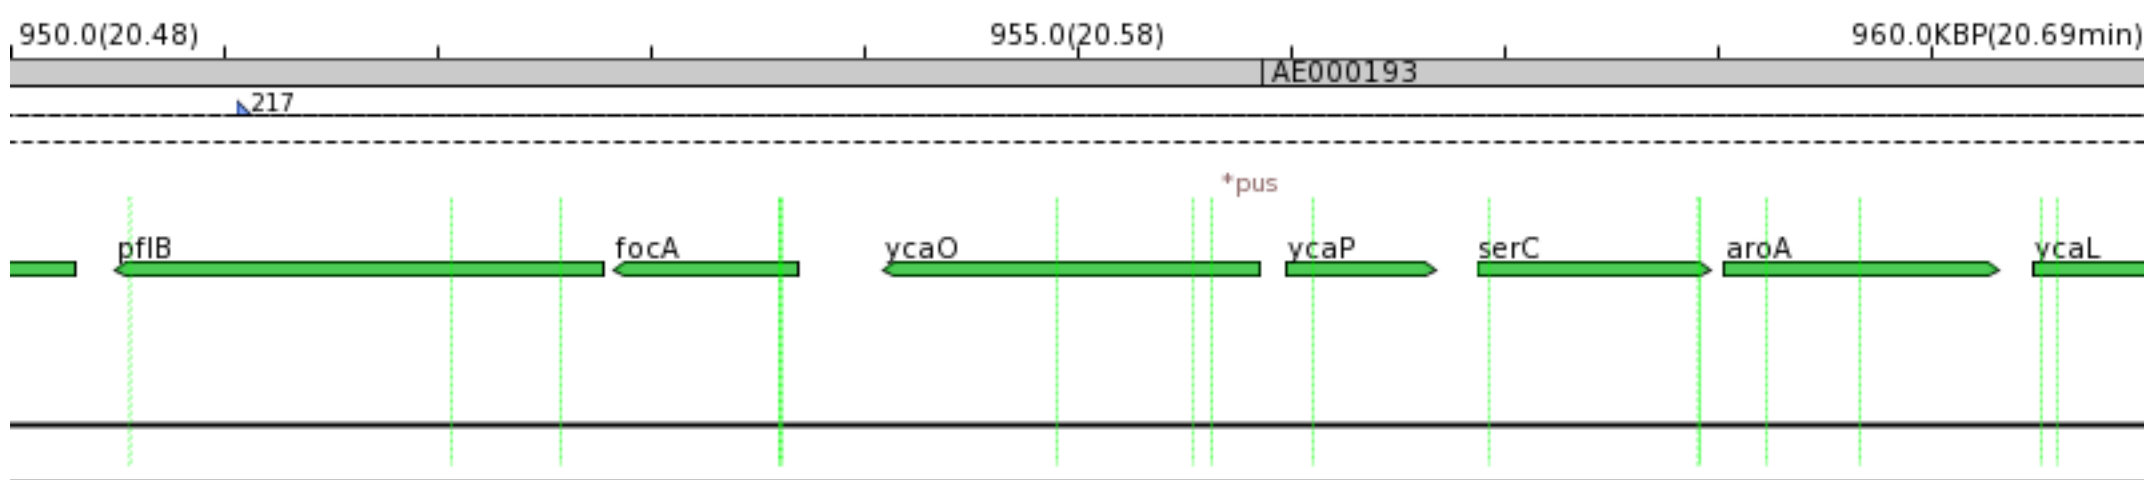 950.0(20.48) 955.0(20.58) 960.0KBP(20.69min)
AE000193
217
*pus
pflB focA ycaO ycaP serC aroA ycaL